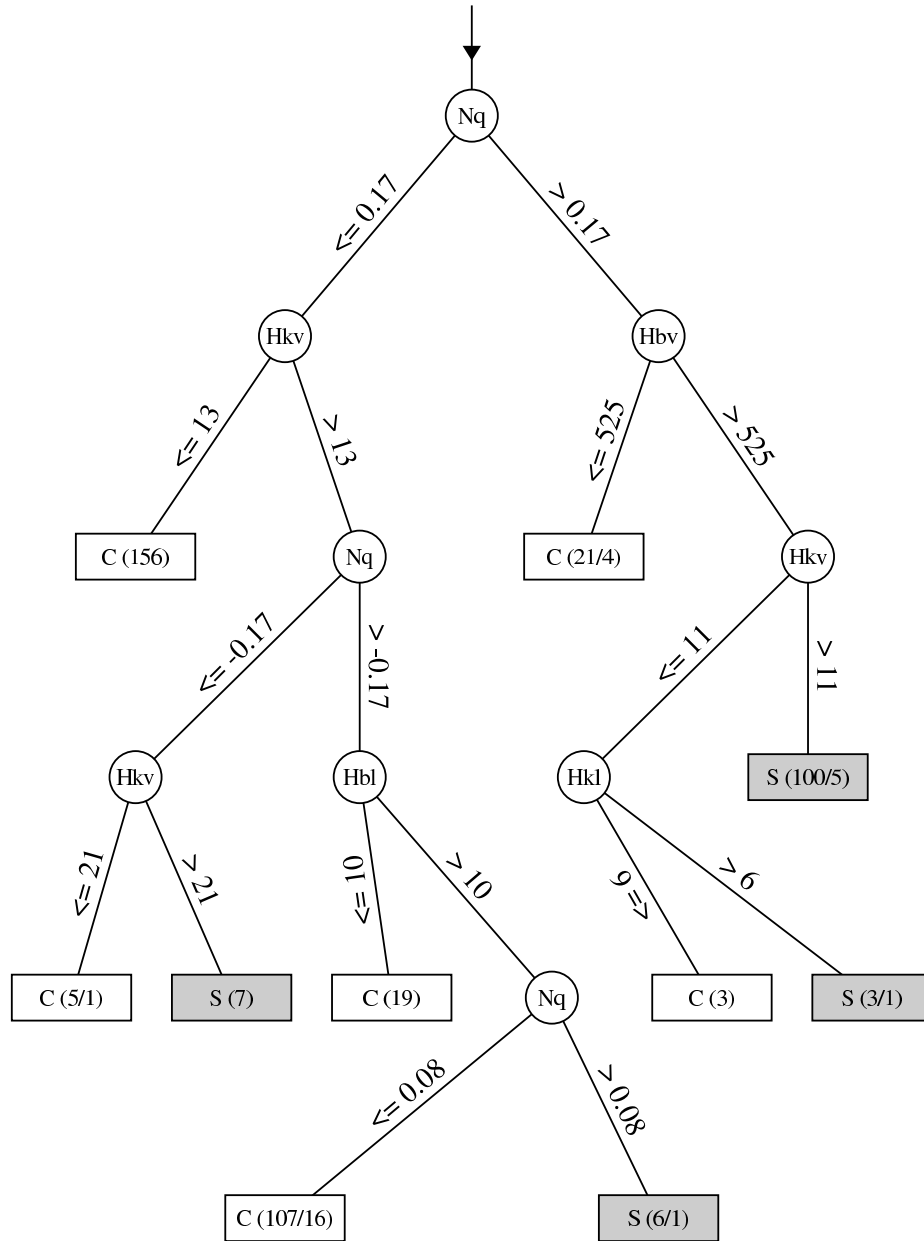 Nq
<= 0.17
> 0.17
Hkv
Hbv
<= 13
> 13
<= 525
> 525
C (156)
Nq
C (21/4)
Hkv
<= -0.17
> -0.17
<= 11
> 11
Hkv
Hbl
Hkl
S (100/5)
<= 21
> 21
<= 10
> 10
<= 6
> 6
C (5/1)
S (7)
C (19)
Nq
C (3)
S (3/1)
<= 0.08
> 0.08
C (107/16)
S (6/1)